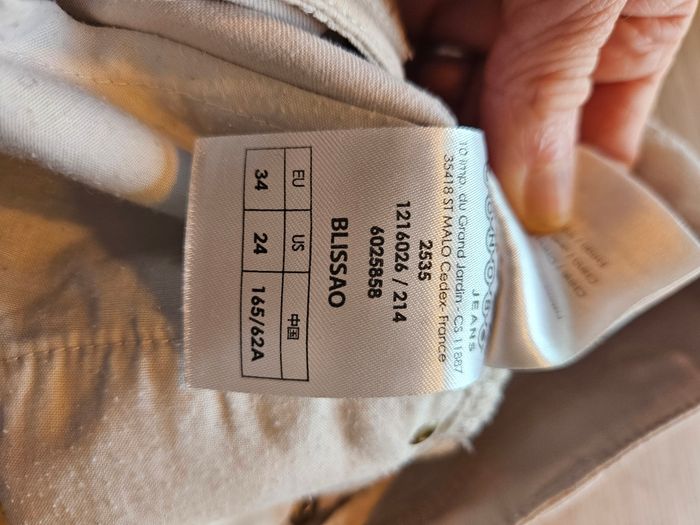 JEANS
10 imp. du Grand Jardin - CS 11887
35418 ST MALO Cedex- France
2535
1216026 / 214
6025858
BLISSAO
EU US 中国
34 24 165/62A